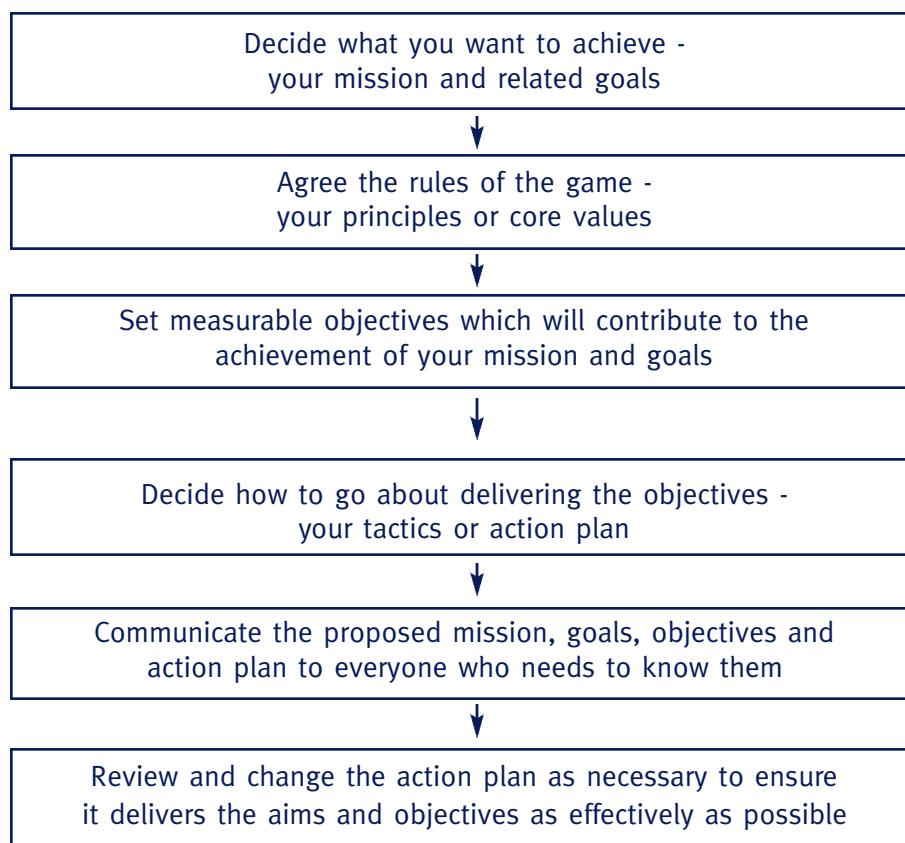 Decide what you want to achieve -
your mission and related goals
Agree the rules of the game -
your principles or core values
Set measurable objectives which will contribute to the
achievement of your mission and goals
Decide how to go about delivering the objectives -
your tactics or action plan
Communicate the proposed mission, goals, objectives and
action plan to everyone who needs to know them
Review and change the action plan as necessary to ensure
it delivers the aims and objectives as effectively as possible